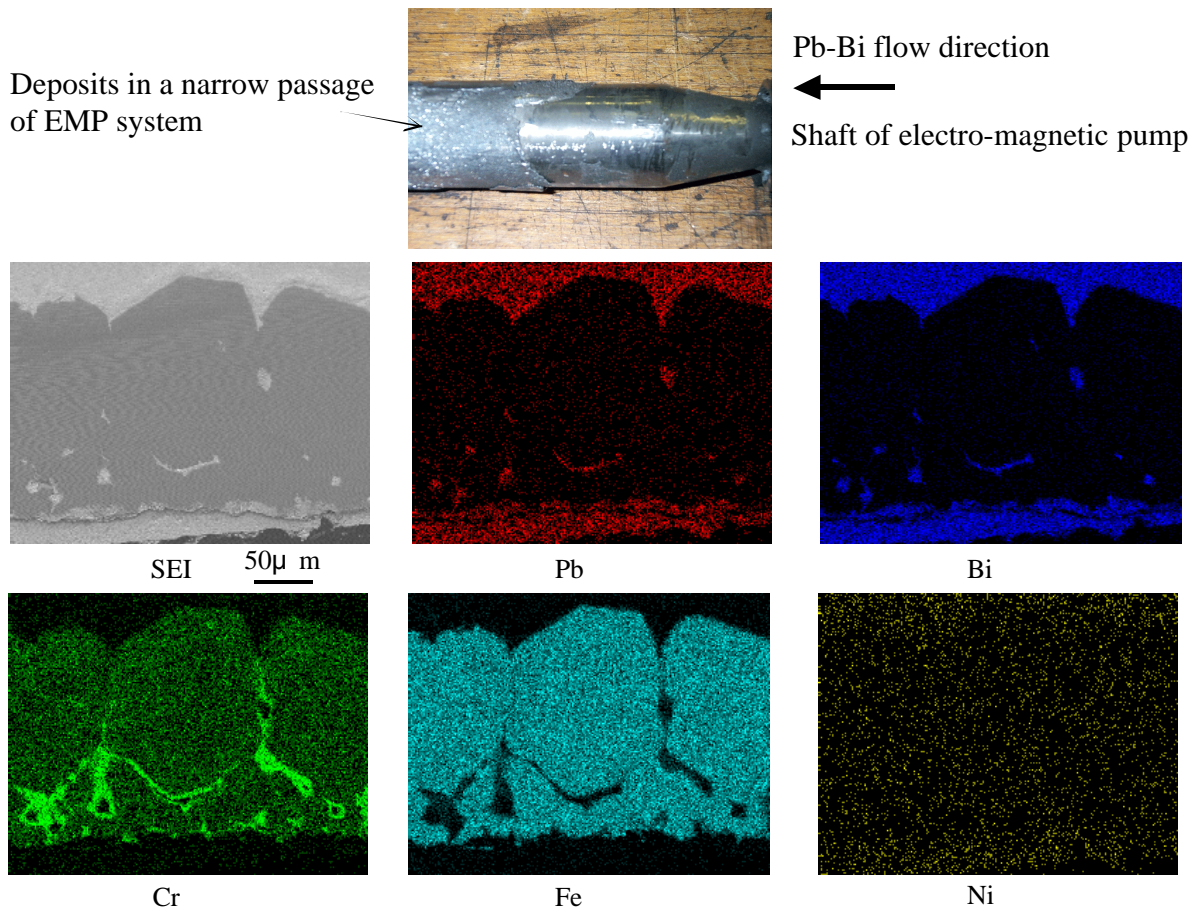 Deposits in a narrow passage
of EMP system
Pb-Bi flow direction
Shaft of electro-magnetic pump
SEI
50μ m
Pb
Bi
Cr
Fe
Ni